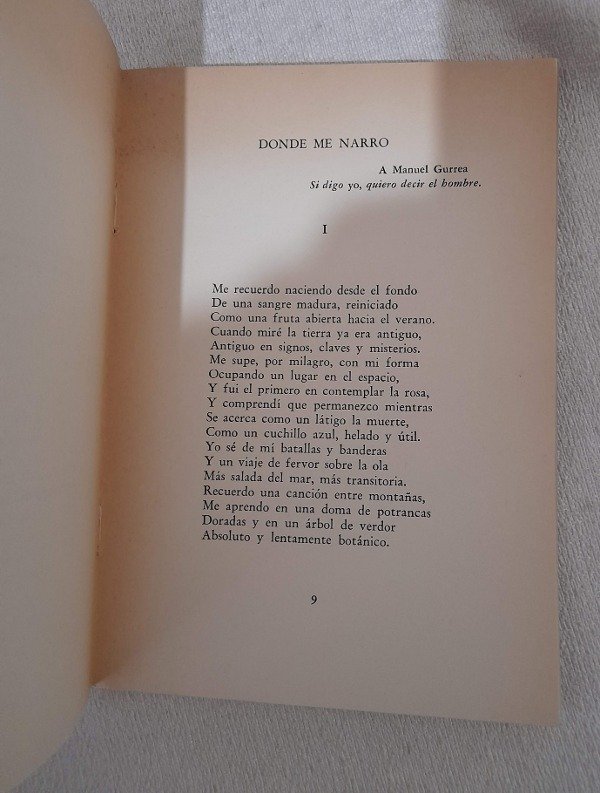 DONDE ME NARRO
A Manuel Gurrea
Si digo yo, quiero decir el hombre.
I
Me recuerdo naciendo desde el fondo
De una sangre madura, reiniciado
Como una fruta abierta hacia el verano.
Cuando miré la tierra ya era antiguo,
Antiguo en signos, claves y misterios.
Me supe, por milagro, con mi forma
Ocupando un lugar en el espacio,
Y fui el primero en contemplar la rosa,
Y comprendí que permanezco mientras
Se acerca como un látigo la muerte,
Como un cuchillo azul, helado y útil.
Yo sé de mí batallas y banderas
Y un viaje de fervor sobre la ola
Más salada del mar, más transitoria.
Recuerdo una canción entre montañas,
Me aprendo en una doma de potrancas
Doradas y en un árbol de verdor
Absoluto y lentamente botánico.
9